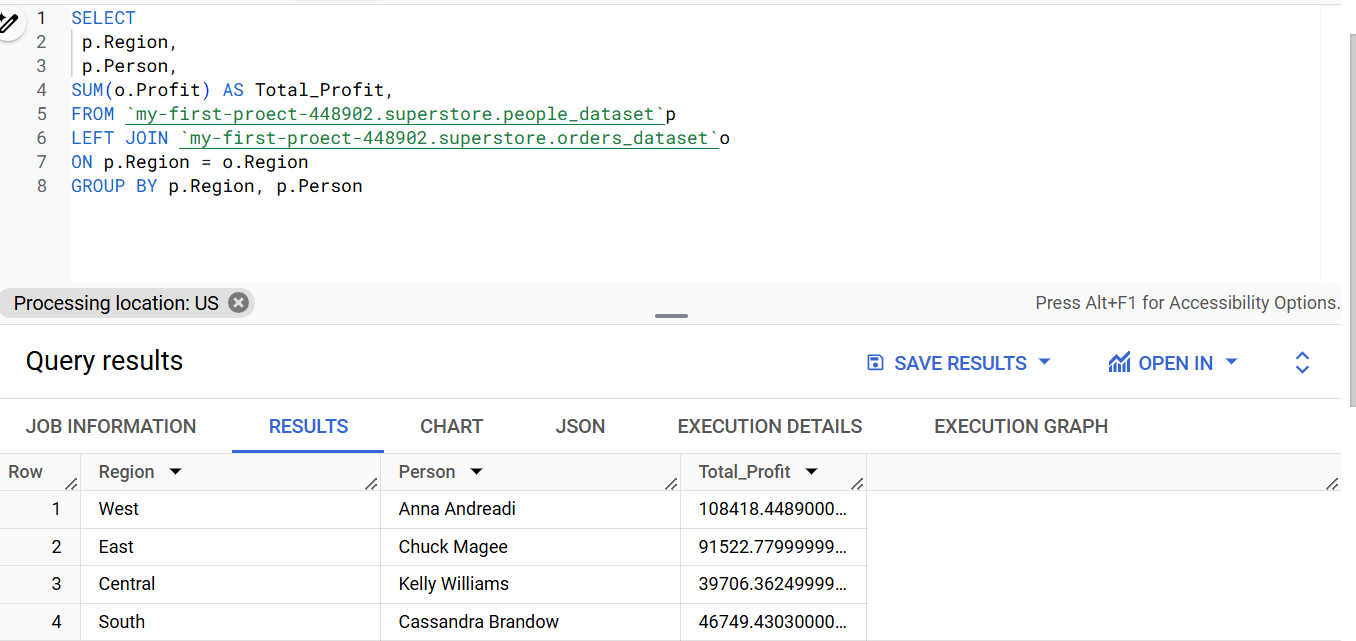 1 SELECT
2 p.Region,
3 p.Person,
4 SUM(o.Profit) AS Total_Profit,
5 FROM `my-first-proect-448902.superstore.people_dataset`p
6 LEFT JOIN `my-first-proect-448902.superstore.orders_dataset`o
7 ON p.Region = o.Region
8 GROUP BY p.Region, p.Person
Processing location: US Press Alt+F1 for Accessibility Options.
Query results SAVE RESULTS OPEN IN
JOB INFORMATION RESULTS CHART JSON EXECUTION DETAILS EXECUTION GRAPH
Row Region Person Total_Profit
1 West Anna Andreadi 108418.4489000...
2 East Chuck Magee 91522.77999999...
3 Central Kelly Williams 39706.36249999...
4 South Cassandra Brandow 46749.43030000...